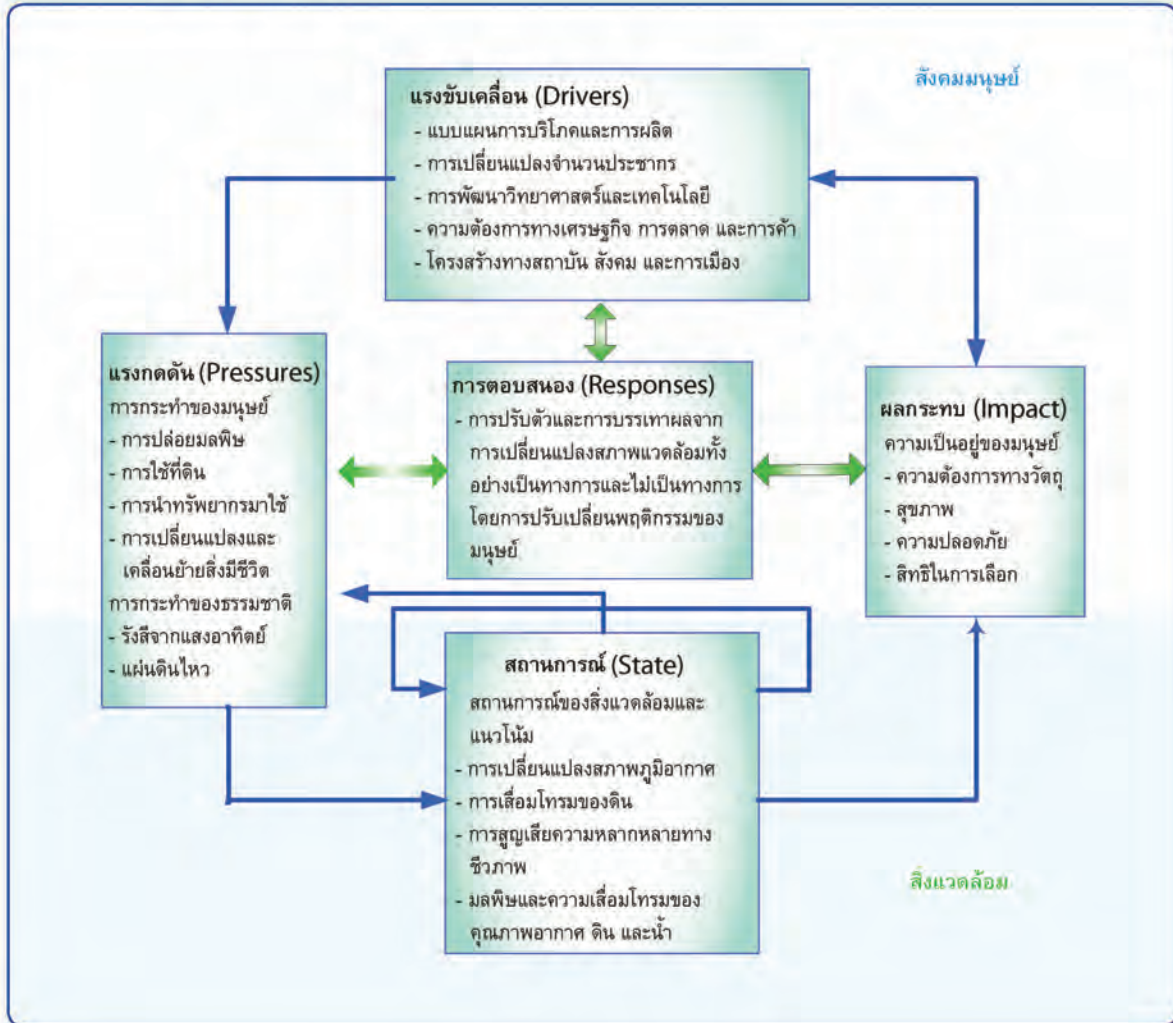 สังคมมนุษย์
แรงขับเคลื่อน (Drivers)
- แบบแผนการบริโภคและการผลิต
- การเปลี่ยนแปลงจำนวนประชากร
- การพัฒนาวิทยาศาสตร์และเทคโนโลยี
- ความต้องการทางเศรษฐกิจ การตลาด และการค้า
- โครงสร้างทางสถาบัน สังคม และการเมือง
แรงกดดัน (Pressures)
การกระทำของมนุษย์
- การปล่อยมลพิษ
- การใช้ที่ดิน
- การนำทรัพยากรมาใช้
- การเปลี่ยนแปลงและ
เคลื่อนย้ายสิ่งมีชีวิต
การกระทำของธรรมชาติ
- รังสีจากแสงอาทิตย์
- แผ่นดินไหว
การตอบสนอง (Responses)
- การปรับตัวและการบรรเทาผลจาก
การเปลี่ยนแปลงสภาพแวดล้อมทั้ง
อย่างเป็นทางการและไม่เป็นทางการ
โดยการปรับเปลี่ยนพฤติกรรมของ
มนุษย์
ผลกระทบ (Impact)
ความเป็นอยู่ของมนุษย์
- ความต้องการทางวัตถุ
- สุขภาพ
- ความปลอดภัย
- สิทธิในการเลือก
สถานการณ์ (State)
สถานการณ์ของสิ่งแวดล้อมและ
แนวโน้ม
- การเปลี่ยนแปลงสภาพภูมิอากาศ
- การเสื่อมโทรมของดิน
- การสูญเสียความหลากหลายทาง
ชีวภาพ
- มลพิษและความเสื่อมโทรมของ
คุณภาพอากาศ ดิน และน้ำ
สิ่งแวดล้อม